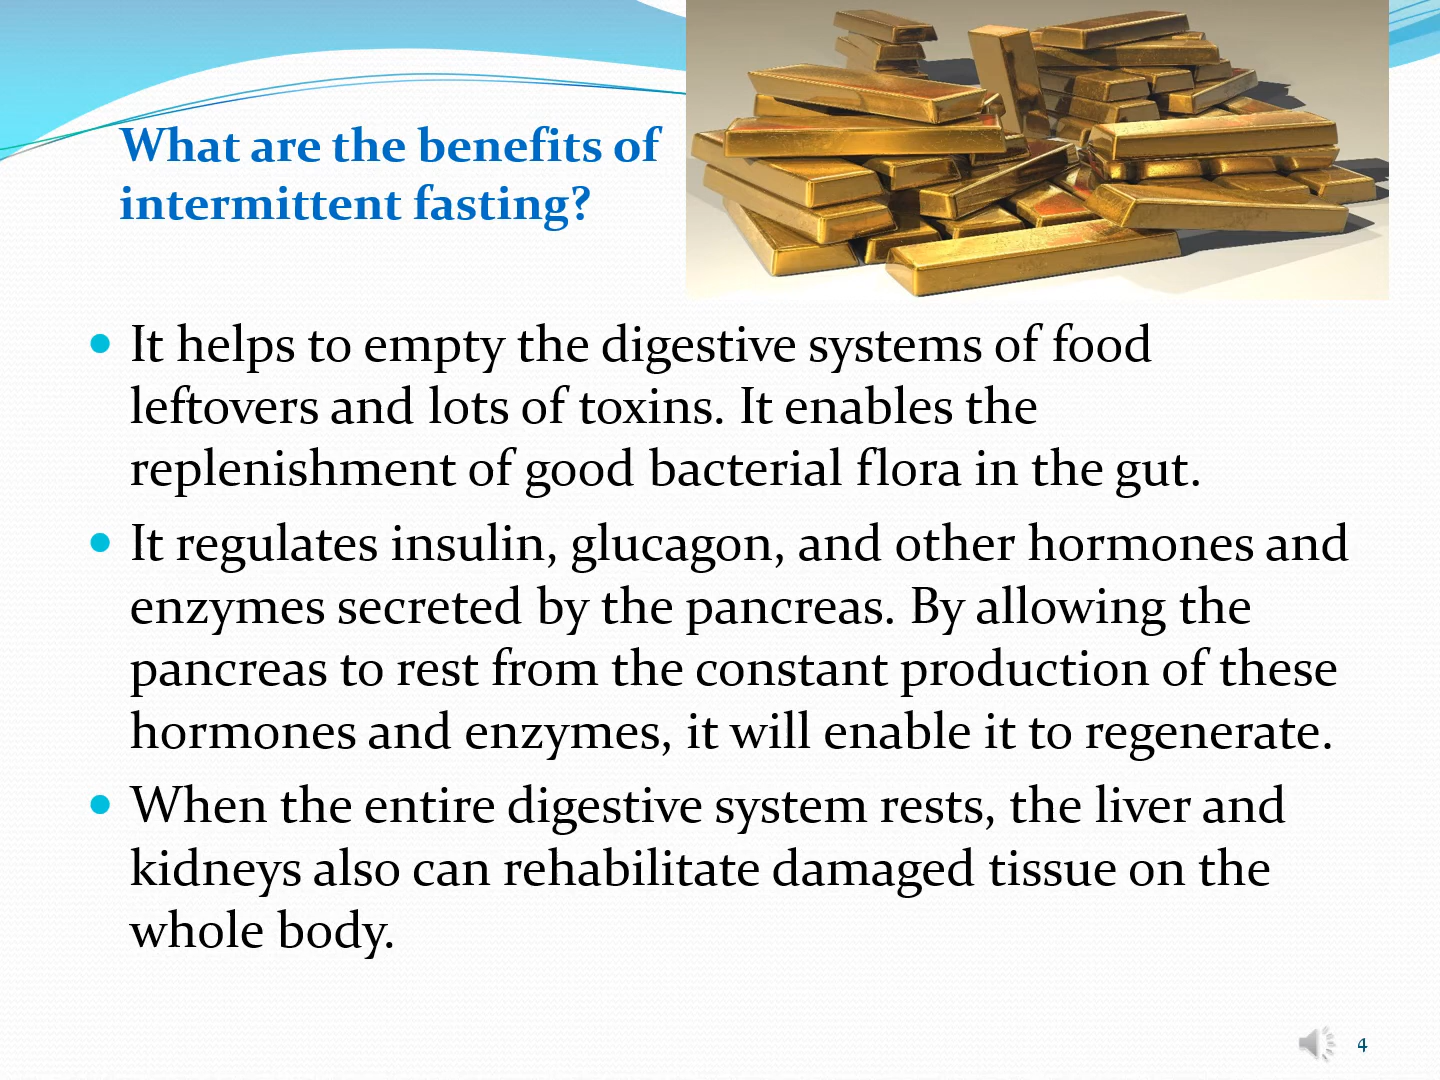 What are the benefits of
intermittent fasting?
It helps to empty the digestive systems of food
leftovers and lots of toxins. It enables the
replenishment of good bacterial flora in the gut.
It regulates insulin, glucagon, and other hormones and
enzymes secreted by the pancreas. By allowing the
pancreas to rest from the constant production of these
hormones and enzymes, it will enable it to regenerate.
When the entire digestive system rests, the liver and
kidneys also can rehabilitate damaged tissue on the
whole body.
4